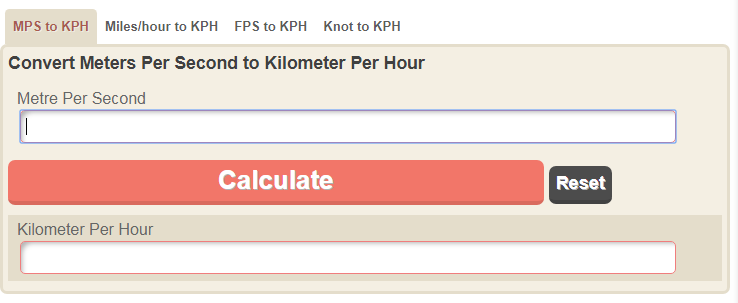 MPS to KPH Miles/hour to KPH FPS to KPH Knot to KPH
Convert Meters Per Second to Kilometer Per Hour
Metre Per Second
Calculate Reset
Kilometer Per Hour